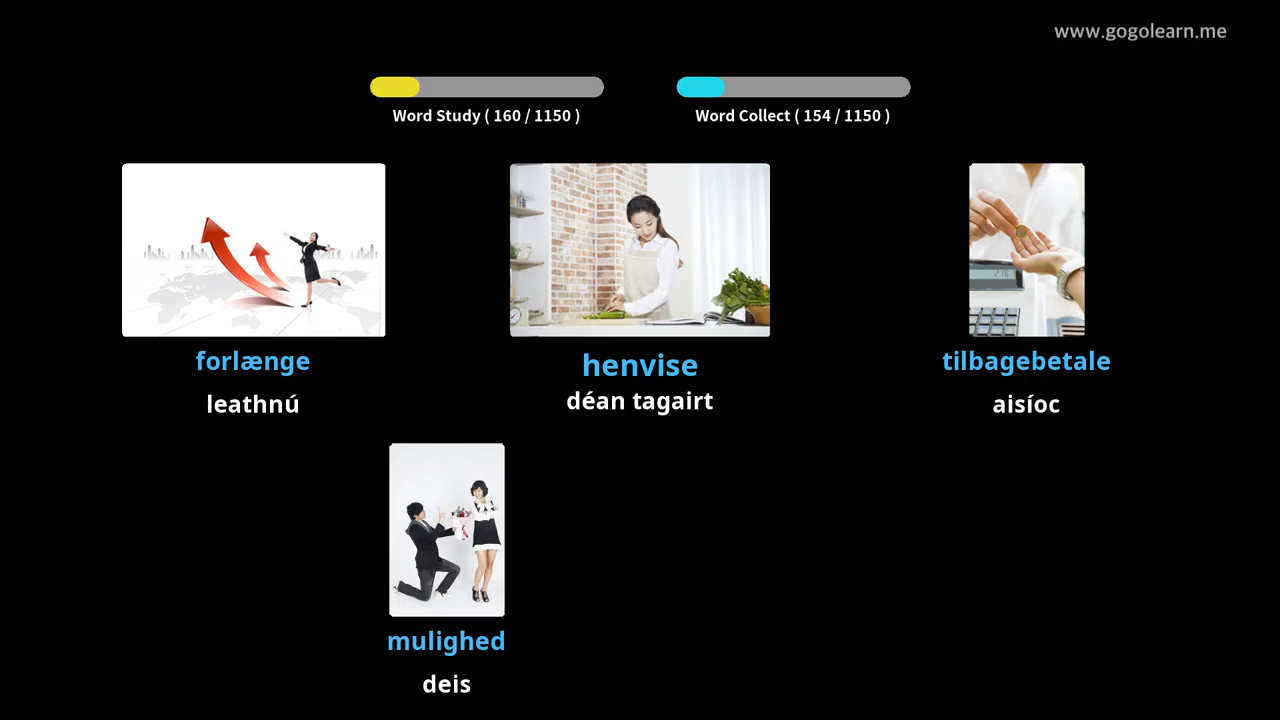 www.gogolearn.me
Word Study ( 160 / 1150 )
Word Collect ( 154 / 1150 )
forlænge
leathnú
henvise
déan tagairt
tilbagebetale
aisíoc
mulighed
deis